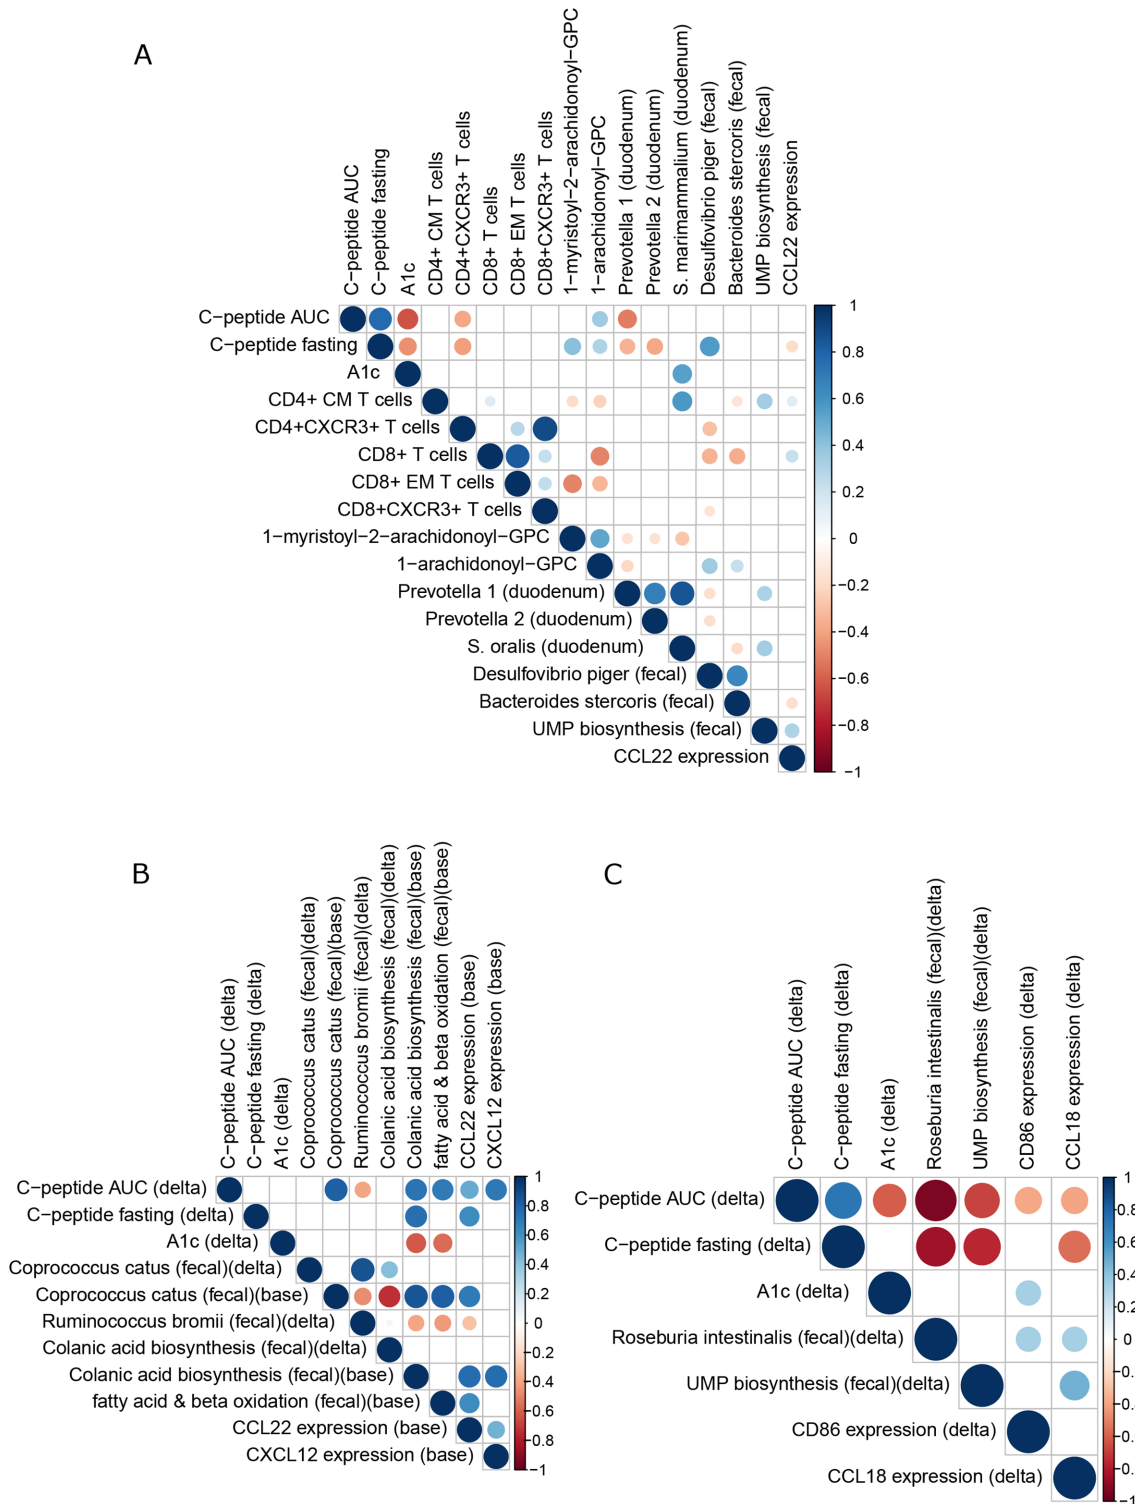 A
C−peptide AUC
C−peptide fasting
A1c
CD4+ CM T cells
CD4+CXCR3+ T cells
CD8+ T cells
CD8+ EM T cells
CD8+CXCR3+ T cells
1−myristoyl−2−arachidonoyl−GPC
1−arachidonoyl−GPC
Prevotella 1 (duodenum)
Prevotella 2 (duodenum)
S. marimammalium (duodenum)
Desulfovibrio piger (fecal)
Bacteroides stercoris (fecal)
UMP biosynthesis (fecal)
CCL22 expression
C−peptide AUC
C−peptide fasting
A1c
CD4+ CM T cells
CD4+CXCR3+ T cells
CD8+ T cells
CD8+ EM T cells
CD8+CXCR3+ T cells
1−myristoyl−2−arachidonoyl−GPC
1−arachidonoyl−GPC
Prevotella 1 (duodenum)
Prevotella 2 (duodenum)
S. oralis (duodenum)
Desulfovibrio piger (fecal)
Bacteroides stercoris (fecal)
UMP biosynthesis (fecal)
CCL22 expression
1
0.8
0.6
0.4
0.2
0
−0.2
−0.4
−0.6
−0.8
−1
B
C−peptide AUC (delta)
C−peptide fasting (delta)
A1c (delta)
Coprococcus catus (fecal)(delta)
Coprococcus catus (fecal)(base)
Ruminococcus bromii (fecal)(delta)
Colanic acid biosynthesis (fecal)(delta)
Colanic acid biosynthesis (fecal)(base)
fatty acid & beta oxidation (fecal)(base)
CCL22 expression (base)
CXCL12 expression (base)
C−peptide AUC (delta)
C−peptide fasting (delta)
A1c (delta)
Coprococcus catus (fecal)(delta)
Coprococcus catus (fecal)(base)
Ruminococcus bromii (fecal)(delta)
Colanic acid biosynthesis (fecal)(delta)
Colanic acid biosynthesis (fecal)(base)
fatty acid & beta oxidation (fecal)(base)
CCL22 expression (base)
CXCL12 expression (base)
1
0.8
0.6
0.4
0.2
0
−0.2
−0.4
−0.6
−0.8
−1
C
C−peptide AUC (delta)
C−peptide fasting (delta)
A1c (delta)
Roseburia intestinalis (fecal)(delta)
UMP biosynthesis (fecal)(delta)
CD86 expression (delta)
CCL18 expression (delta)
C−peptide AUC (delta)
C−peptide fasting (delta)
A1c (delta)
Roseburia intestinalis (fecal)(delta)
UMP biosynthesis (fecal)(delta)
CD86 expression (delta)
CCL18 expression (delta)
1
0.8
0.6
0.4
0.2
0
−0.
−0.
−0.
−0.
−1